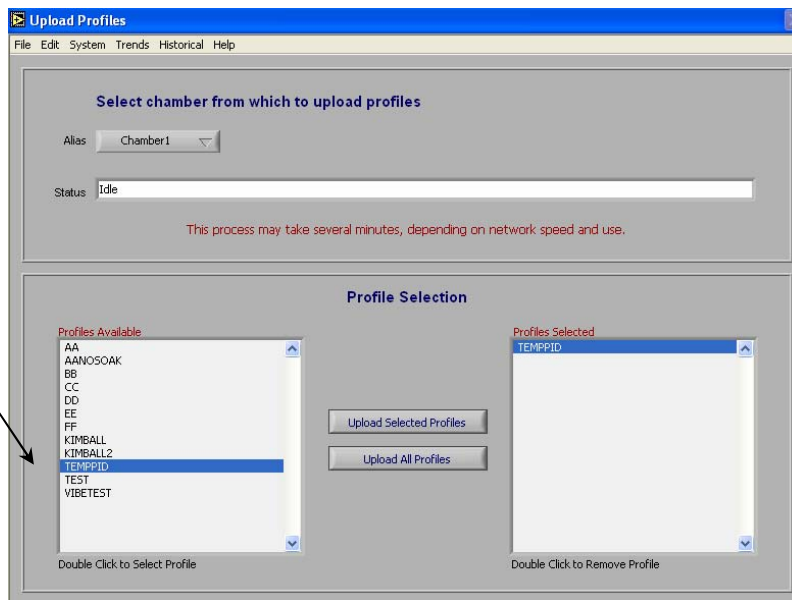 Upload Profiles
File Edit System Trends Historical Help
Select chamber from which to upload profiles
Alias Chamber1
Status Idle
This process may take several minutes, depending on network speed and use.
Profile Selection
Profiles Available
AA
AANOSOAK
BB
CC
DD
EE
FF
KIMBALL
KIMBALL2
TEMPPID
TEST
VIBETEST
Double Click to Select Profile
Upload Selected Profiles
Upload All Profiles
Profiles Selected
TEMPPID
Double Click to Remove Profile